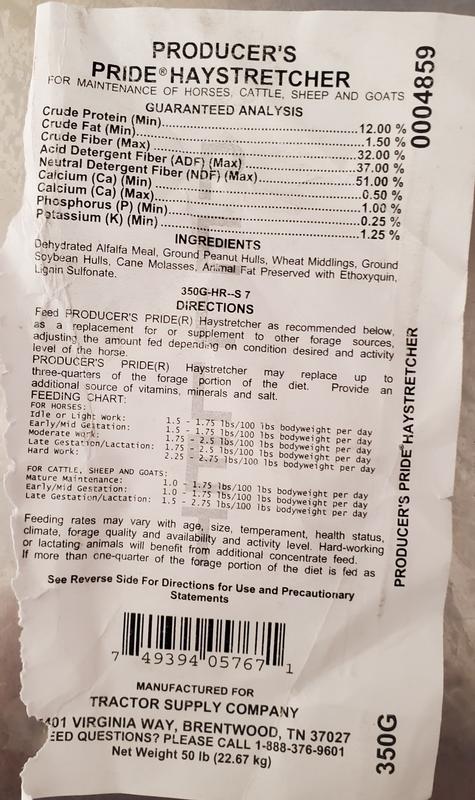 PRODUCER'S
PRIDE® HAYSTRETCHER
FOR MAINTENANCE OF HORSES, CATTLE, SHEEP AND GOATS
GUARANTEED ANALYSIS
Crude Protein (Min)..........12.00 %
Crude Fat (Min)..........1.50 %
Crude Fiber (Max)..........32.00 %
Acid Detergent Fiber (ADF) (Max)..........37.00 %
Neutral Detergent Fiber (NDF) (Max)..........51.00 %
Calcium (Ca) (Min)..........0.50 %
Calcium (Ca) (Max)..........1.00 %
Phosphorus (P) (Min)..........0.25 %
Potassium (K) (Min)..........1.25 %
INGREDIENTS
Dehydrated Alfalfa Meal, Ground Peanut Hulls, Wheat Middlings, Ground
Soybean Hulls, Cane Molasses, Animal Fat Preserved with Ethoxyquin,
Lignin Sulfonate.
350G-HR--S 7
DIRECTIONS
Feed PRODUCER'S PRIDE(R) Haystretcher as recommended below,
as a replacement for or supplement to other forage sources,
adjusting the amount fed depending on condition desired and activity
level of the horse.
PRODUCER'S PRIDE(R) Haystretcher may replace up to
three-quarters of the forage portion of the diet. Provide an
additional source of vitamins, minerals and salt.
FEEDING CHART:
FOR HORSES:
Idle or Light Work: 1.5 - 1.75 lbs/100 lbs bodyweight per day
Early/Mid Gestation: 1.5 - 1.75 lbs/100 lbs bodyweight per day
Moderate Work: 1.75 - 2.5 lbs/100 lbs bodyweight per day
Late Gestation/Lactation: 1.75 - 2.5 lbs/100 lbs bodyweight per day
Hard Work: 2.25 - 2.75 lbs/100 lbs bodyweight per day
FOR CATTLE, SHEEP AND GOATS:
Mature Maintenance: 1.0 - 1.75 lbs/100 lbs bodyweight per day
Early/Mid Gestation: 1.0 - 1.75 lbs/100 lbs bodyweight per day
Late Gestation/Lactation: 1.5 - 2.75 lbs/100 lbs bodyweight per day
Feeding rates may vary with age, size, temperament, health status,
climate, forage quality and availability and activity level. Hard-working
or lactating animals will benefit from additional concentrate feed.
If more than one-quarter of the forage portion of the diet is fed as
See Reverse Side For Directions for Use and Precautionary
Statements
7 49394 05767 1
MANUFACTURED FOR
TRACTOR SUPPLY COMPANY
401 VIRGINIA WAY, BRENTWOOD, TN 37027
EED QUESTIONS? PLEASE CALL 1-888-376-9601
Net Weight 50 lb (22.67 kg)
0004859
PRODUCER'S PRIDE® HAYSTRETCHER
350G